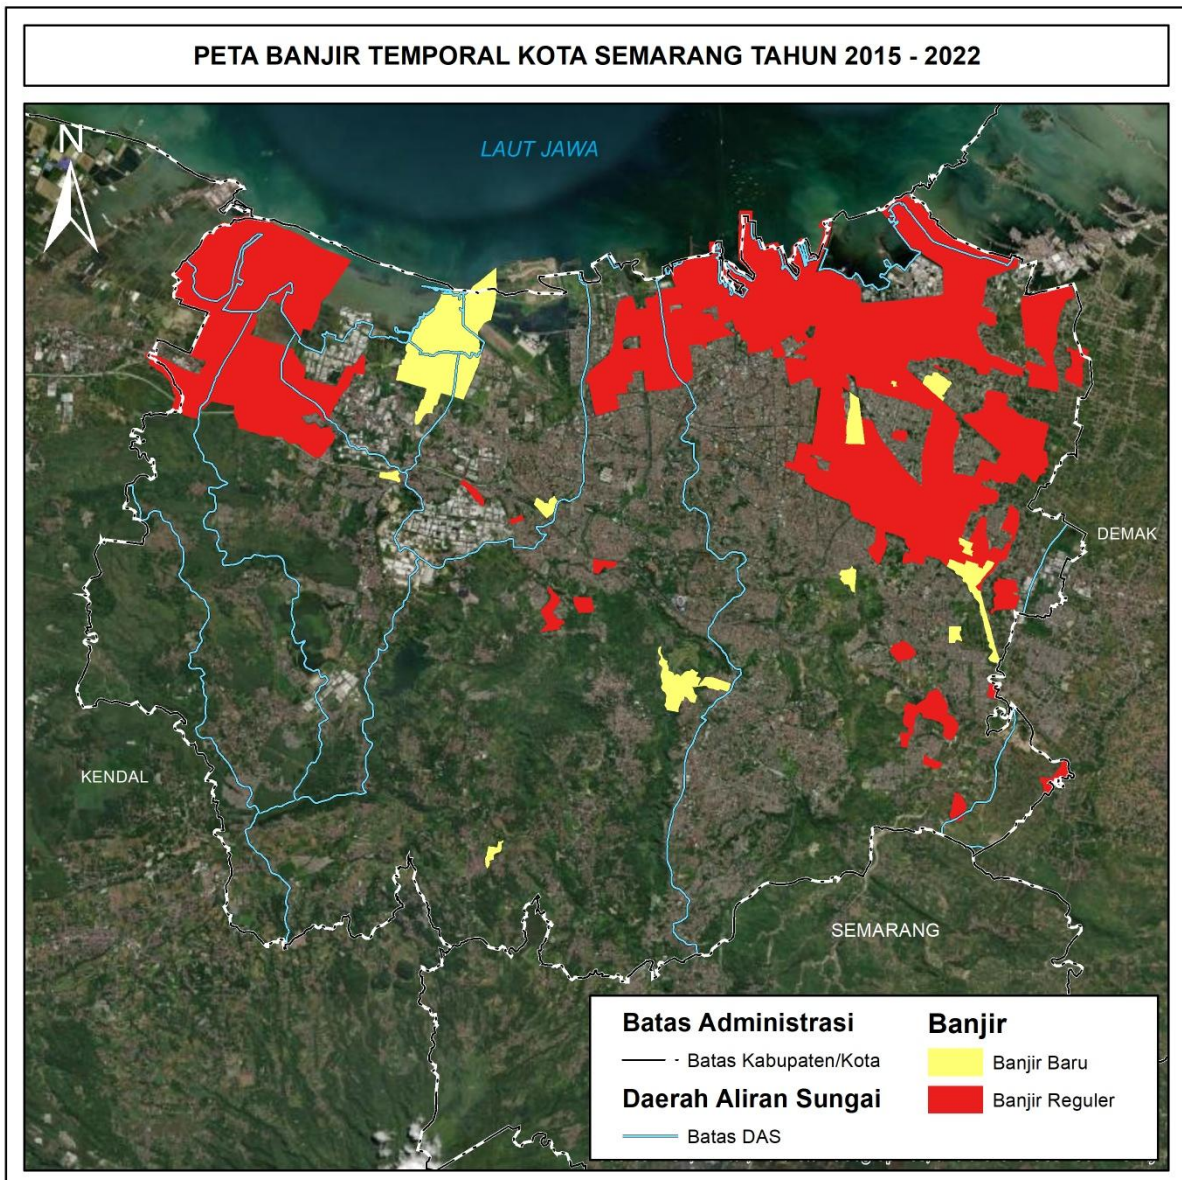 PETA BANJIR TEMPORAL KOTA SEMARANG TAHUN 2015 - 2022
N
LAUT JAWA
DEMAK
KENDAL
SEMARANG
Batas Administrasi
Batas Kabupaten/Kota
Daerah Aliran Sungai
Batas DAS
Banjir
Banjir Baru
Banjir Reguler